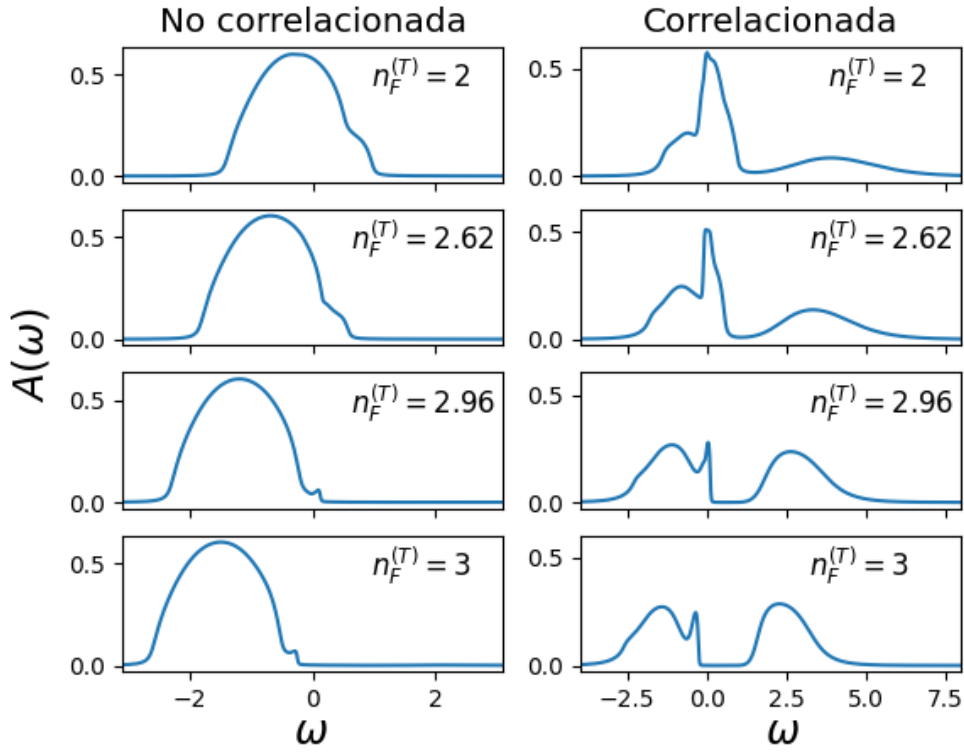 No correlacionada Correlacionada
A(ω)
0.5
0.0
n_F^(T) = 2
0.5
0.0
n_F^(T) = 2
0.5
0.0
n_F^(T) = 2.62
0.5
0.0
n_F^(T) = 2.62
0.5
0.0
n_F^(T) = 2.96
0.5
0.0
n_F^(T) = 2.96
0.5
0.0
n_F^(T) = 3
0.5
0.0
n_F^(T) = 3
−2 0 2
−2.5 0.0 2.5 5.0 7.5
ω ω